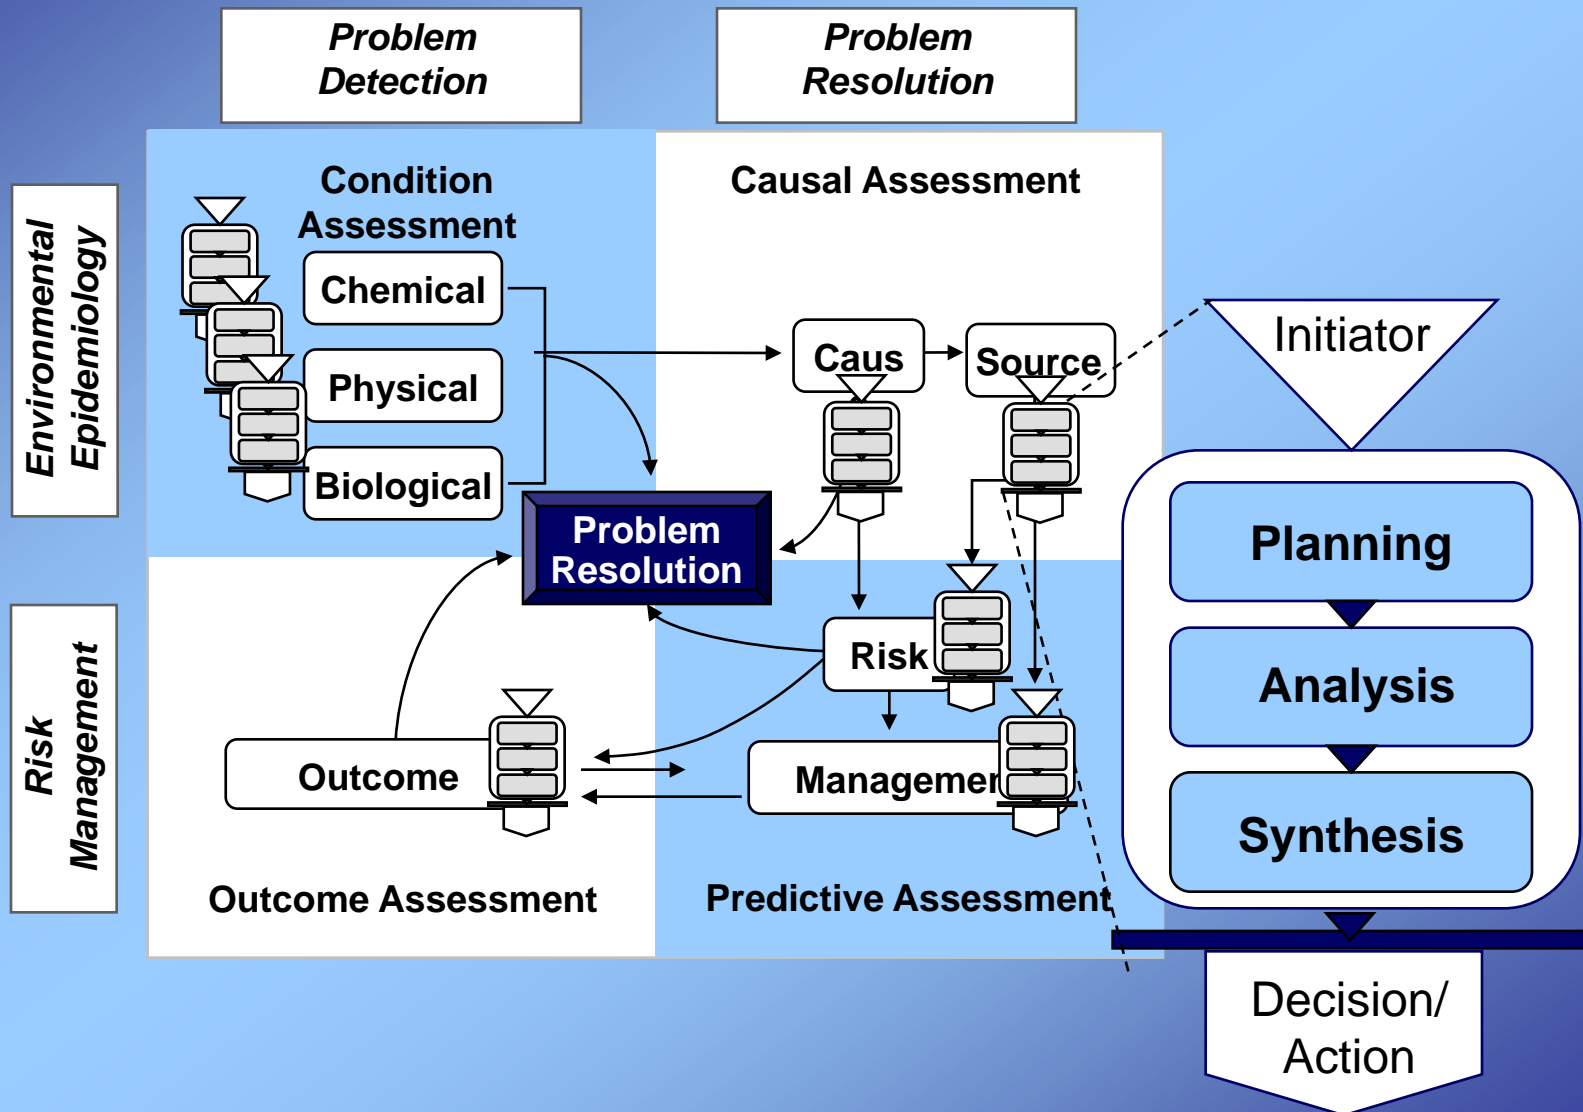 Problem
Detection
Problem
Resolution
Environmental
Epidemiology
Condition
Assessment
Chemical
Physical
Biological
Causal Assessment
Caus
Source
Problem
Resolution
Risk
Management
Outcome
Outcome Assessment
Risk
Managemen
Predictive Assessment
Initiator
Planning
Analysis
Synthesis
Decision/
Action